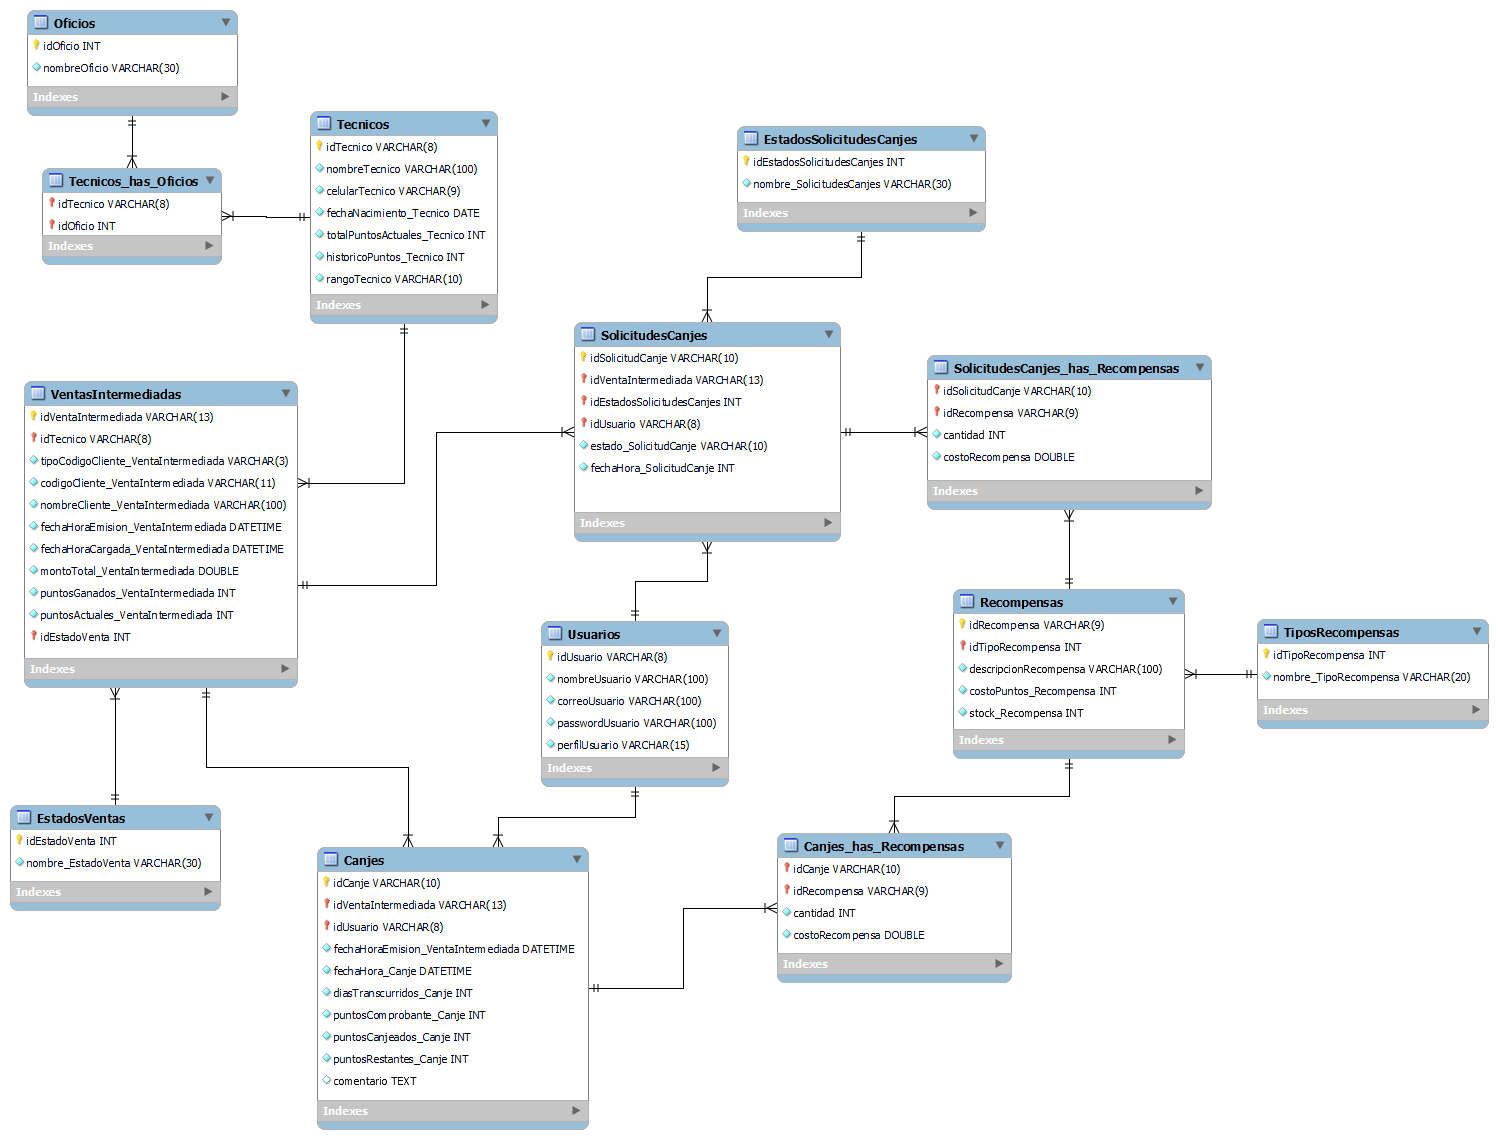 Oficios
idOficio INT
nombreOficio VARCHAR(30)
Indexes
Tecnicos_has_Oficios
idTecnico VARCHAR(8)
idOficio INT
Indexes
Tecnicos
idTecnico VARCHAR(8)
nombreTecnico VARCHAR(100)
celularTecnico VARCHAR(9)
fechaNacimiento_Tecnico DATE
totalPuntosActuales_Tecnico INT
historicoPuntos_Tecnico INT
rangoTecnico VARCHAR(10)
Indexes
EstadosSolicitudesCanjes
idEstadosSolicitudesCanjes INT
nombre_SolicitudesCanjes VARCHAR(30)
Indexes
SolicitudesCanjes
idSolicitudCanje VARCHAR(10)
idVentaIntermediada VARCHAR(13)
idEstadosSolicitudesCanjes INT
idUsuario VARCHAR(8)
estado_SolicitudCanje VARCHAR(10)
fechaHora_SolicitudCanje INT
Indexes
SolicitudesCanjes_has_Recompensas
idSolicitudCanje VARCHAR(10)
idRecompensa VARCHAR(9)
cantidad INT
costoRecompensa DOUBLE
Indexes
VentasIntermediadas
idVentaIntermediada VARCHAR(13)
idTecnico VARCHAR(8)
tipoCodigoCliente_VentaIntermediada VARCHAR(3)
codigoCliente_VentaIntermediada VARCHAR(11)
nombreCliente_VentaIntermediada VARCHAR(100)
fechaHoraEmision_VentaIntermediada DATETIME
fechaHoraCargada_VentaIntermediada DATETIME
montoTotal_VentaIntermediada DOUBLE
puntosGanados_VentaIntermediada INT
puntosActuales_VentaIntermediada INT
idEstadoVenta INT
Indexes
Usuarios
idUsuario VARCHAR(8)
nombreUsuario VARCHAR(100)
correoUsuario VARCHAR(100)
passwordUsuario VARCHAR(100)
perfilUsuario VARCHAR(15)
Indexes
Recompensas
idRecompensa VARCHAR(9)
idTipoRecompensa INT
descripcionRecompensa VARCHAR(100)
costoPuntos_Recompensa INT
stock_Recompensa INT
Indexes
TiposRecompensas
idTipoRecompensa INT
nombre_TipoRecompensa VARCHAR(20)
Indexes
EstadosVentas
idEstadoVenta INT
nombre_EstadoVenta VARCHAR(30)
Indexes
Canjes
idCanje VARCHAR(10)
idVentaIntermediada VARCHAR(13)
idUsuario VARCHAR(8)
fechaHoraEmision_VentaIntermediada DATETIME
fechaHora_Canje DATETIME
diasTranscurridos_Canje INT
puntosComprobante_Canje INT
puntosCanjeados_Canje INT
puntosRestantes_Canje INT
comentario TEXT
Indexes
Canjes_has_Recompensas
idCanje VARCHAR(10)
idRecompensa VARCHAR(9)
cantidad INT
costoRecompensa DOUBLE
Indexes